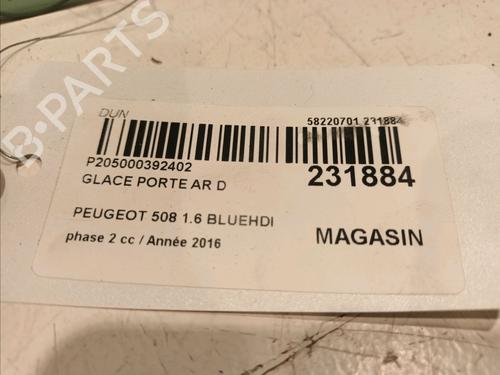 B-PARTS
DUN
58220701 231884
P205000392402
231884
GLACE PORTE AR D
PEUGEOT 508 1.6 BLUEHDI
phase 2 cc / Année 2016
MAGASIN